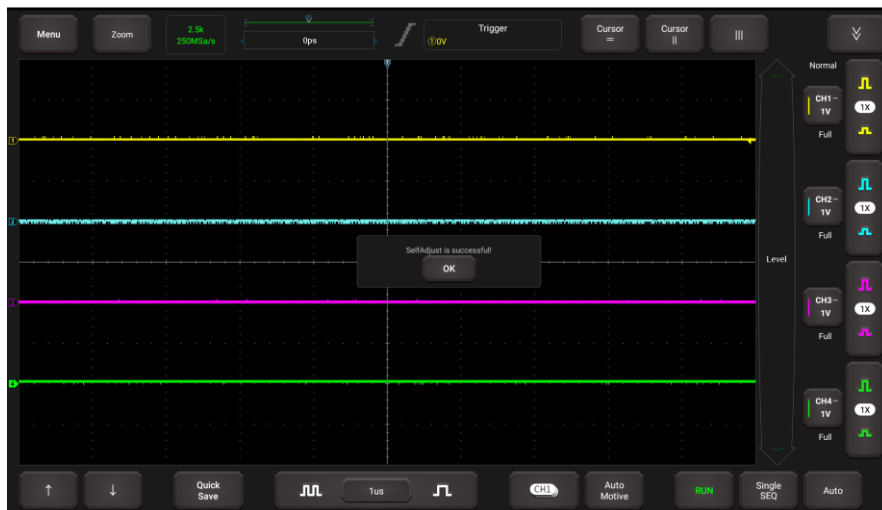 Menu
Zoom
2.5k
250MSa/s
0ps
Trigger
①0V
Cursor
=
Cursor
||
|||
Normal
CH1
1V
1X
Full
CH2
1V
1X
Full
SelfAdjust is successful!
OK
Level
CH3
1V
1X
Full
CH4
1V
1X
Full
↑
↓
Quick
Save
1us
CH1
Auto
Motive
RUN
Single
SEQ
Auto